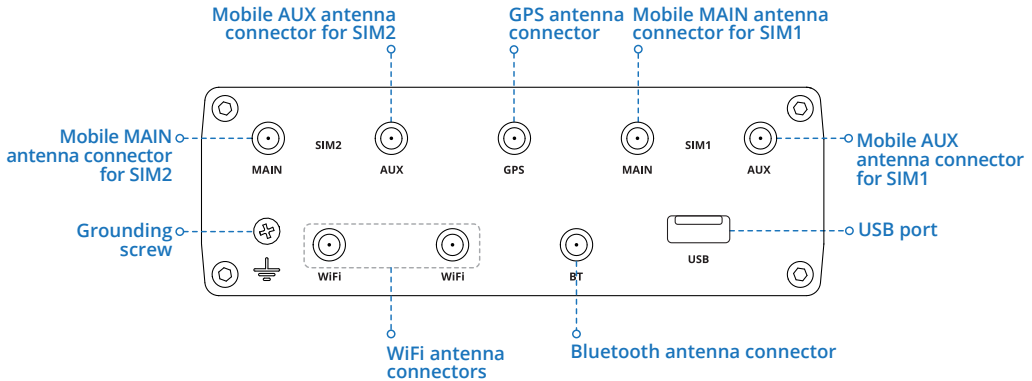 Mobile AUX antenna
connector for SIM2
GPS antenna
connector
Mobile MAIN antenna
connector for SIM1
Mobile MAIN
antenna connector
for SIM2
SIM2
SIM1
MAIN
AUX
GPS
MAIN
AUX
Mobile AUX
antenna connector
for SIM1
Grounding
screw
USB port
WiFi
WiFi
BT
USB
WiFi antenna
connectors
Bluetooth antenna connector